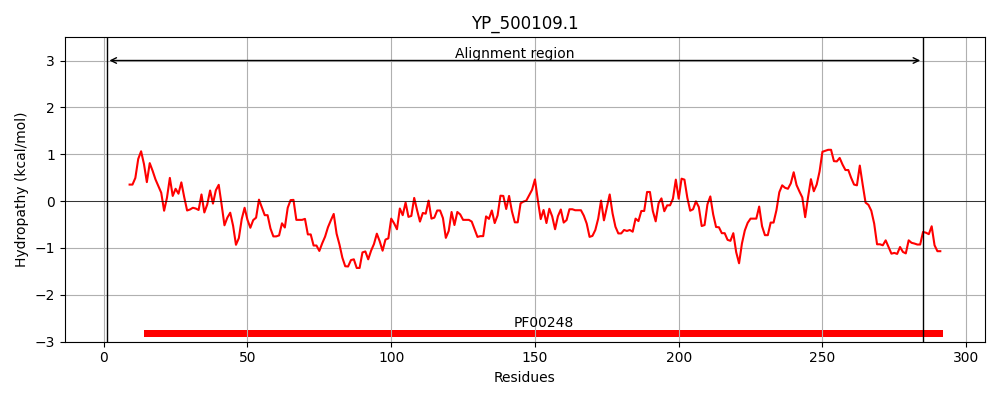 YP_500109.1
Hydropathy (kcal/mol)
3
2
1
0
−1
−2
−3
Alignment region
PF00248
0
50
100
150
200
250
300
Residues